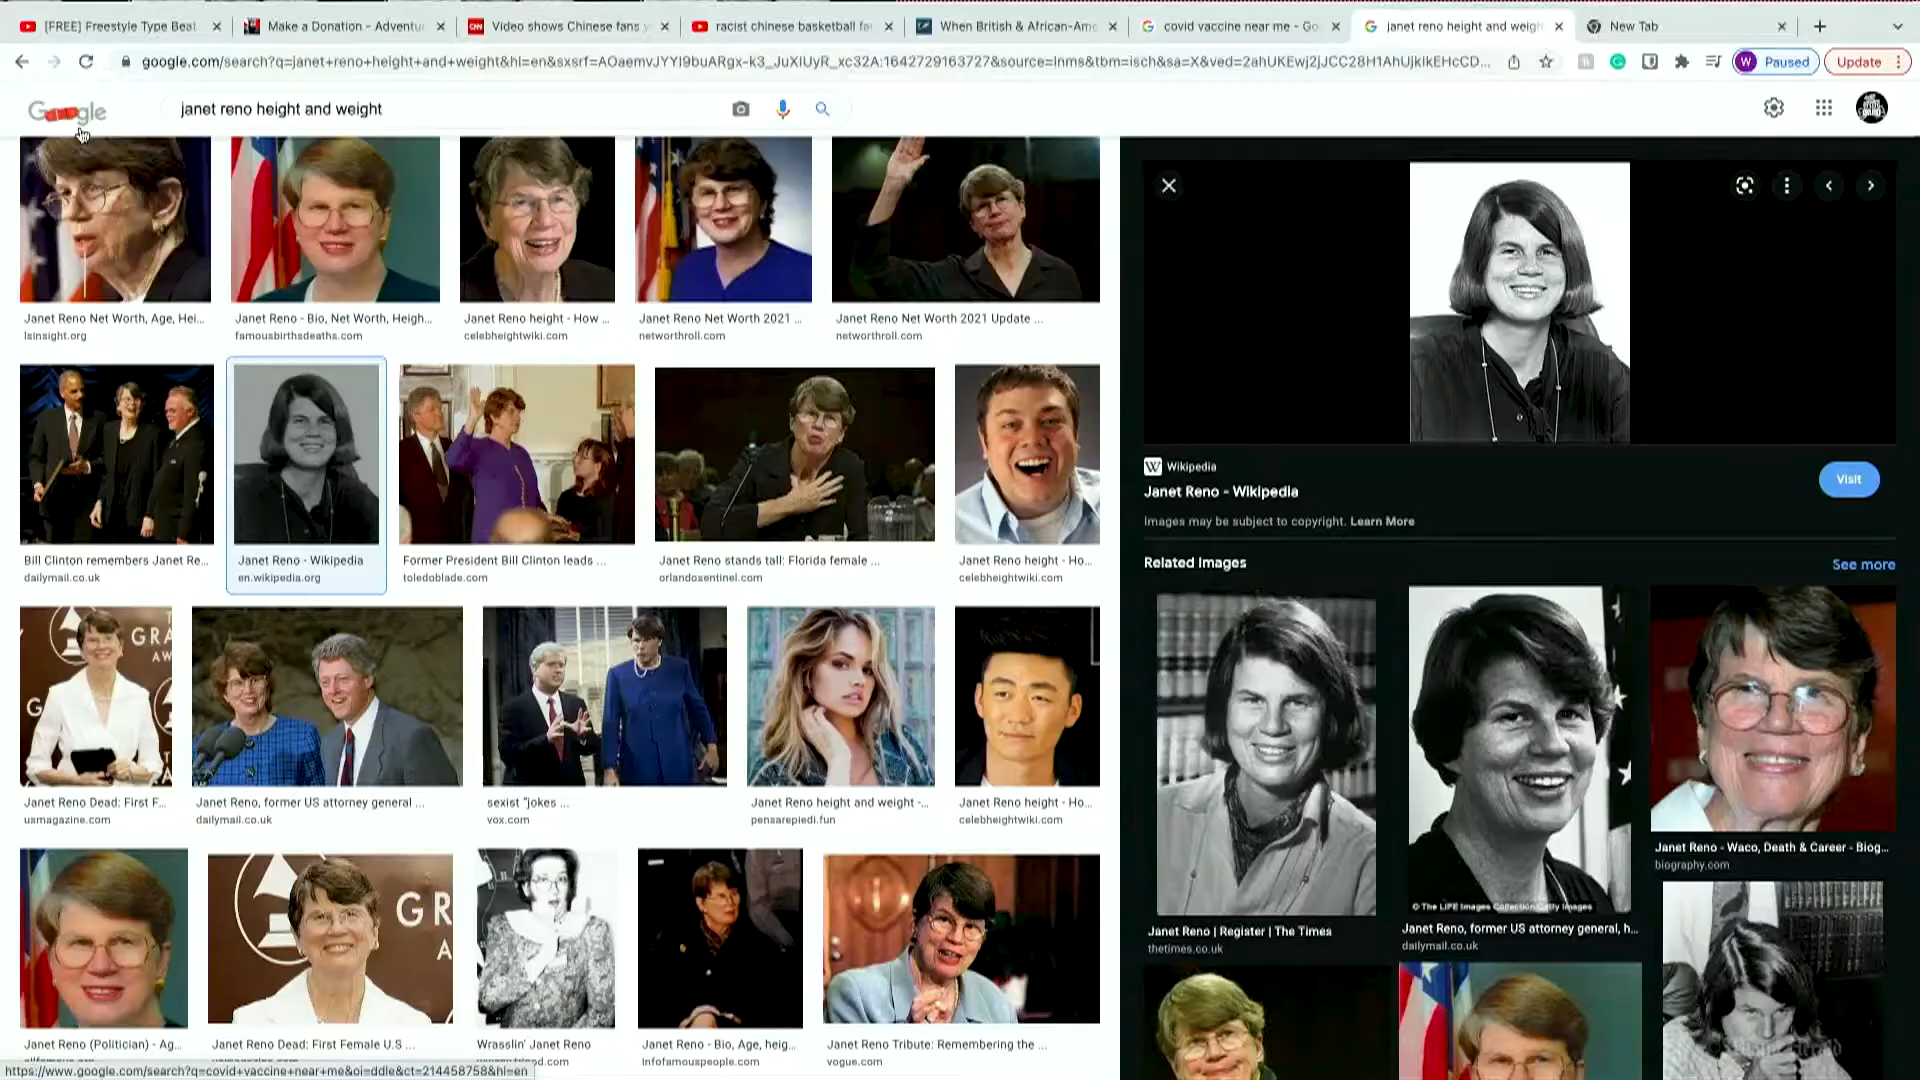 [FREE] Freestyle Type Beat
Make a Donation - Adventu
CNN
Video shows Chinese fans y
racist chinese basketball fa
When British & African-Ame
covid vaccine near me - Go
janet reno height and weigh
New Tab
google.com/search?q=janet+reno+height+and+weight&hl=en&sxsrf=AOaemvJYYI9buARgx-k3_JuXIUyR_xc32A:1642729163727&source=lnms&tbm=isch&sa=X&ved=2ahUKEwj2jJCC28H1AhUjklkEHcCD...
W Paused
Update
janet reno height and weight
Janet Reno Net Worth, Age, Hei...
lsinsight.org
Janet Reno - Bio, Net Worth, Heigh...
famousbirthsdeaths.com
Janet Reno height - How ...
celebheightwiki.com
Janet Reno Net Worth 2021 ...
networthroll.com
Janet Reno Net Worth 2021 Update ...
networthroll.com
Bill Clinton remembers Janet Re...
dailymail.co.uk
Janet Reno - Wikipedia
en.wikipedia.org
Former President Bill Clinton leads ...
toledoblade.com
Janet Reno stands tall: Florida female ...
orlandosentinel.com
Janet Reno height - Ho...
celebheightwiki.com
Janet Reno Dead: First F...
usmagazine.com
Janet Reno, former US attorney general ...
dailymail.co.uk
sexist "jokes ...
vox.com
Janet Reno height and weight -...
pensarepiedi.fun
Janet Reno height - Ho...
celebheightwiki.com
Janet Reno (Politician) - Ag...
Janet Reno Dead: First Female U.S ...
Wrasslin' Janet Reno
Janet Reno - Bio, Age, heig...
infofamouspeople.com
Janet Reno Tribute: Remembering the ...
vogue.com
https://www.google.com/search?q=covid+vaccine+near+me&oi=ddle&ct=214458758&hl=en
W Wikipedia
Janet Reno - Wikipedia
Visit
Images may be subject to copyright. Learn More
Related Images
See more
Janet Reno | Register | The Times
thetimes.co.uk
© The LIFE Images Collection/Getty Images
Janet Reno, former US attorney general, h...
dailymail.co.uk
Janet Reno - Waco, Death & Career - Biog...
biography.com